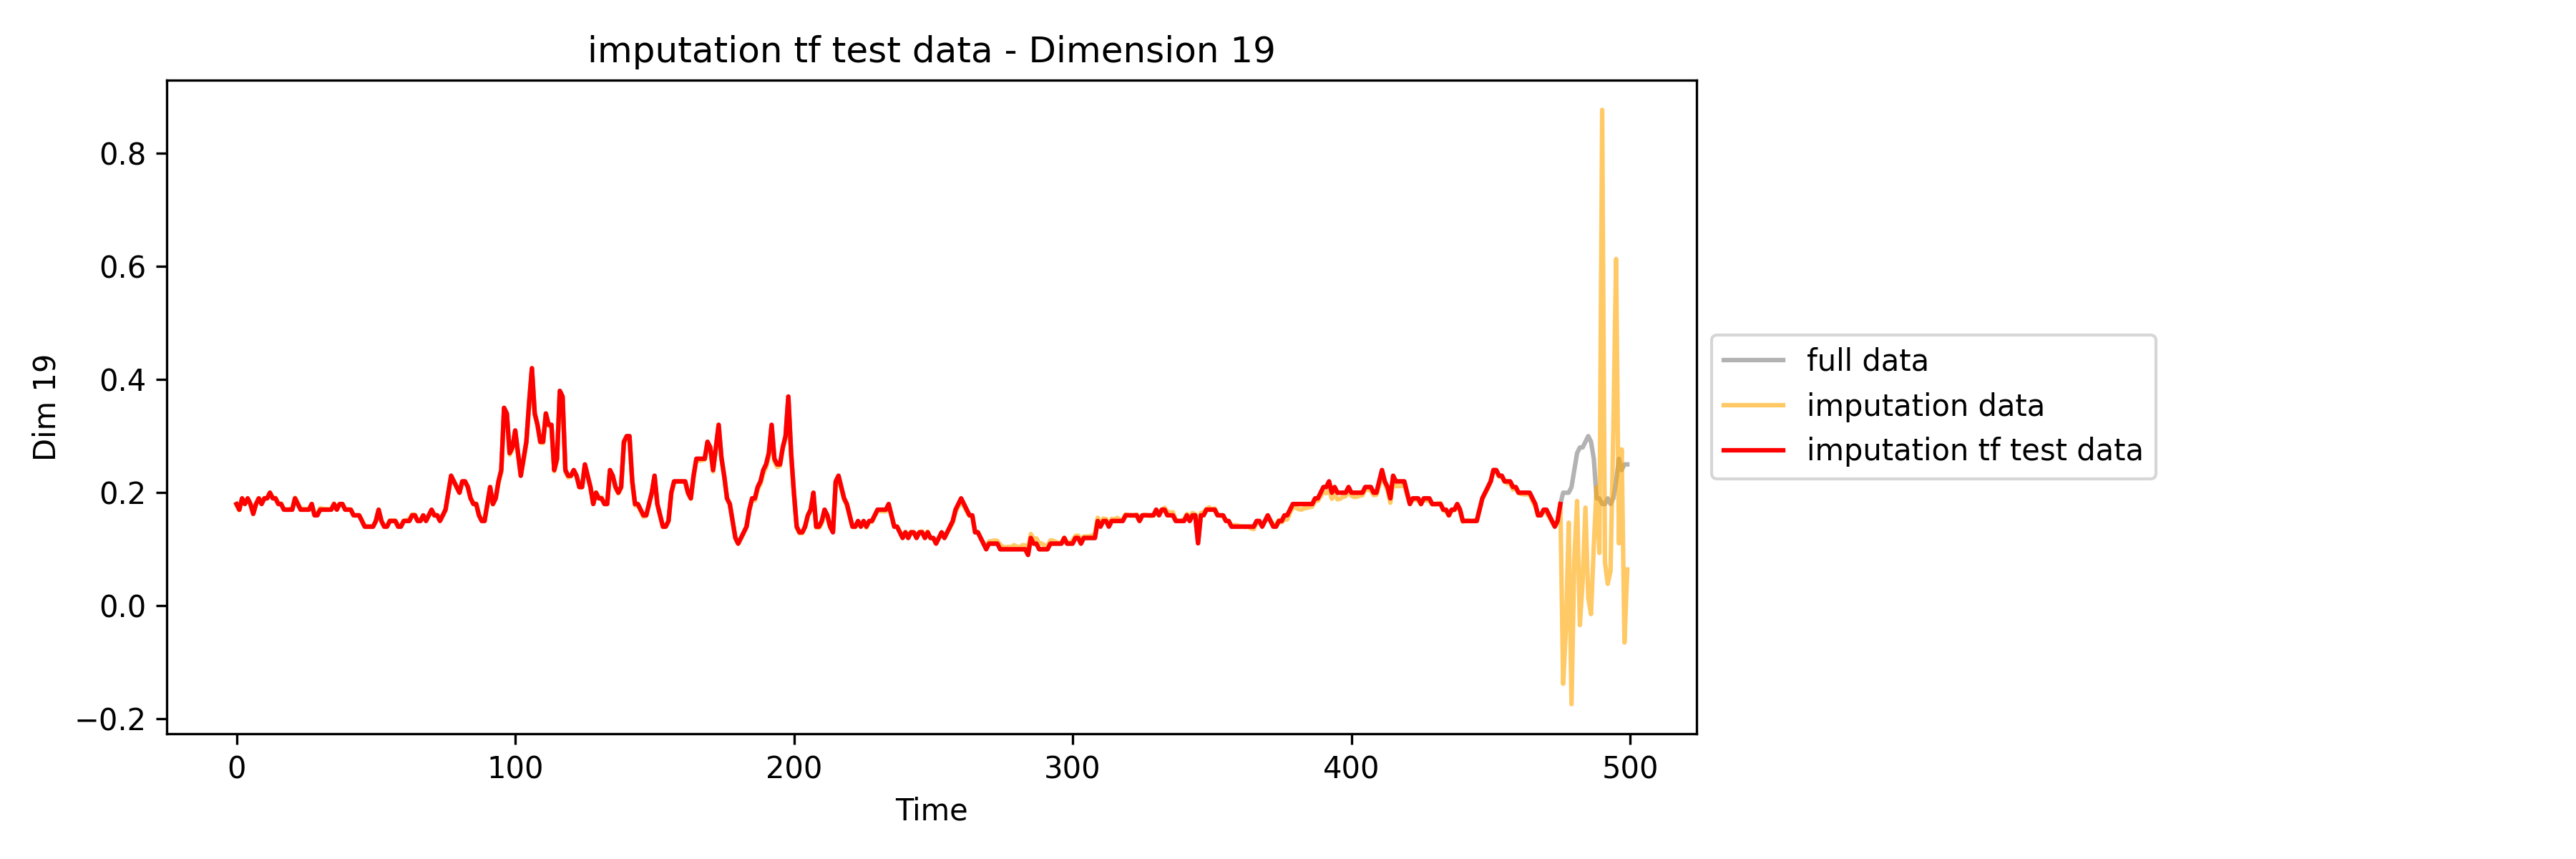 imputation tf test data - Dimension 19
0.8
0.6
0.4
0.2
0.0
−0.2
Dim 19
0 100 200 300 400 500
Time
full data
imputation data
imputation tf test data